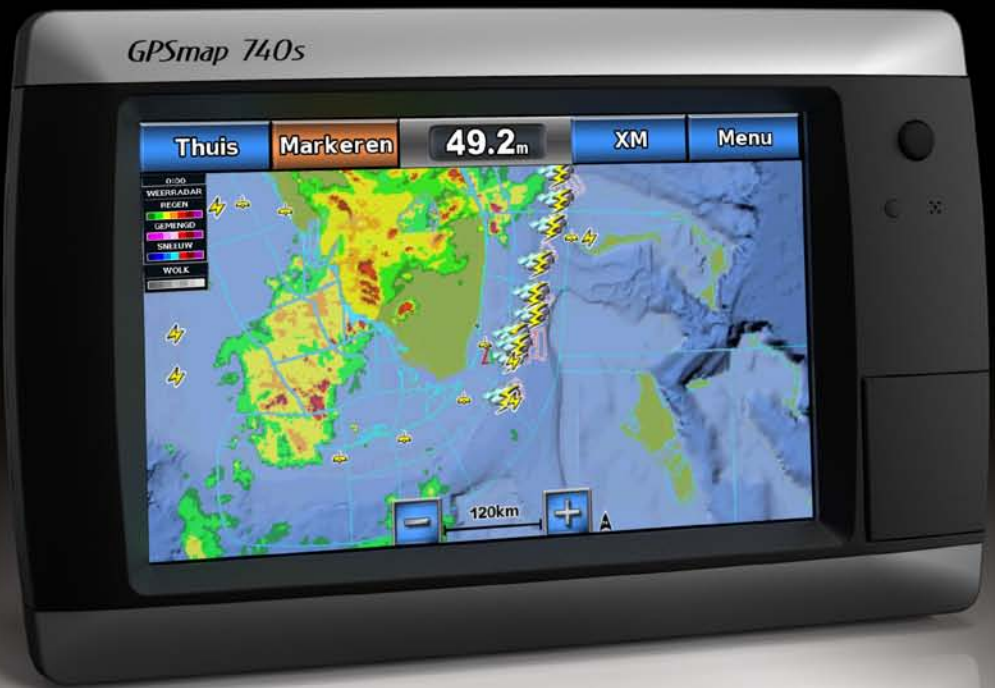 GPSmap 740s
Thuis Markeren 49.2m XM Menu
0:00
WEERRADAR
REGEN
GEMENGD
SNEEUW
WOLK
120km